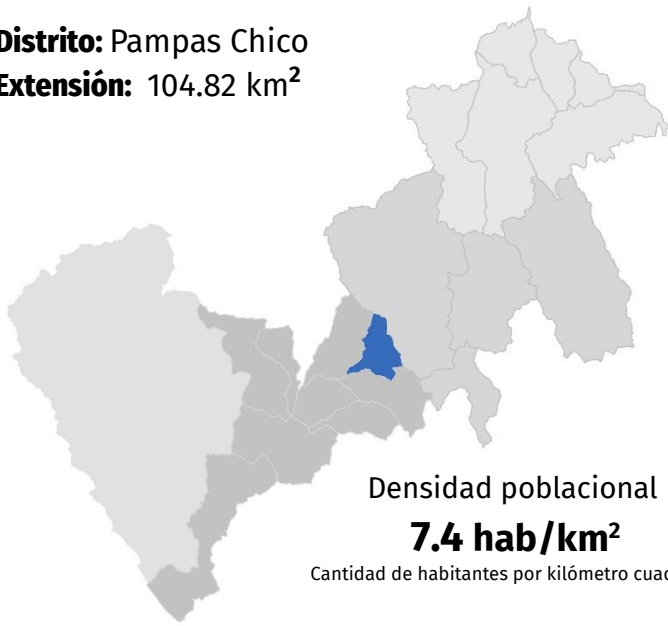 Distrito: Pampas Chico
Extensión: 104.82 km²
Densidad poblacional
7.4 hab/km²
Cantidad de habitantes por kilómetro